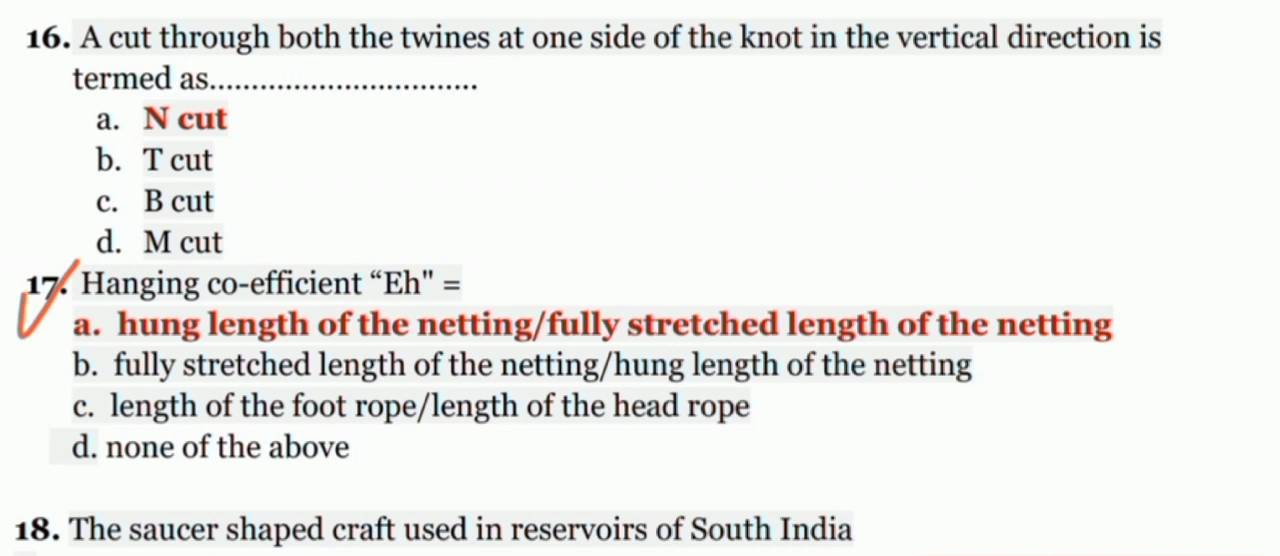 16. A cut through both the twines at one side of the knot in the vertical direction is
termed as................................
a. N cut
b. T cut
c. B cut
d. M cut
17. Hanging co-efficient “Eh" =
a. hung length of the netting/fully stretched length of the netting
b. fully stretched length of the netting/hung length of the netting
c. length of the foot rope/length of the head rope
d. none of the above
18. The saucer shaped craft used in reservoirs of South India